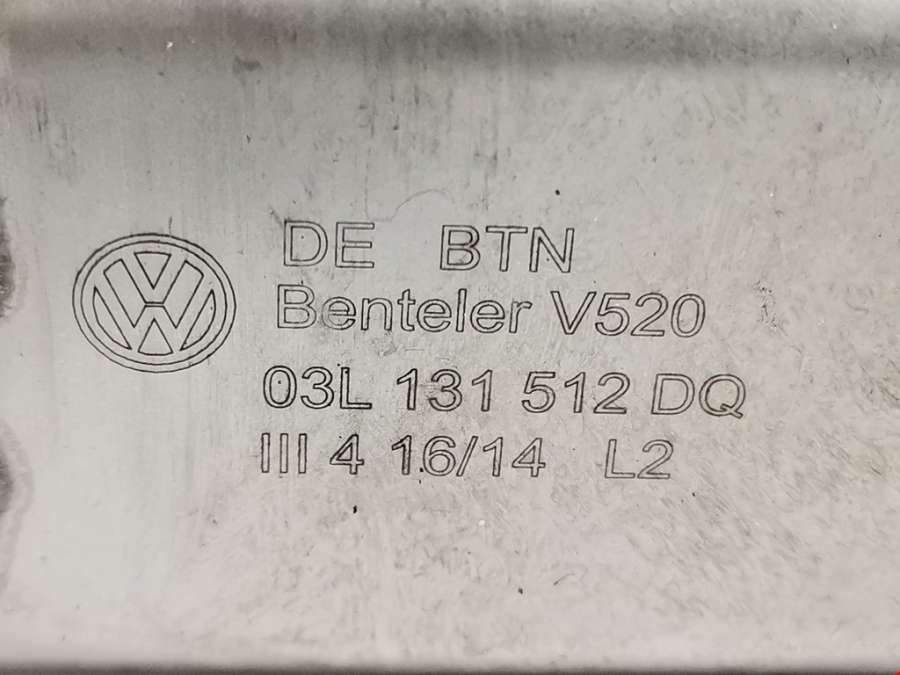 DE BTN
Benteler V520
03L 131 512 DQ
III 4 16/14 L2